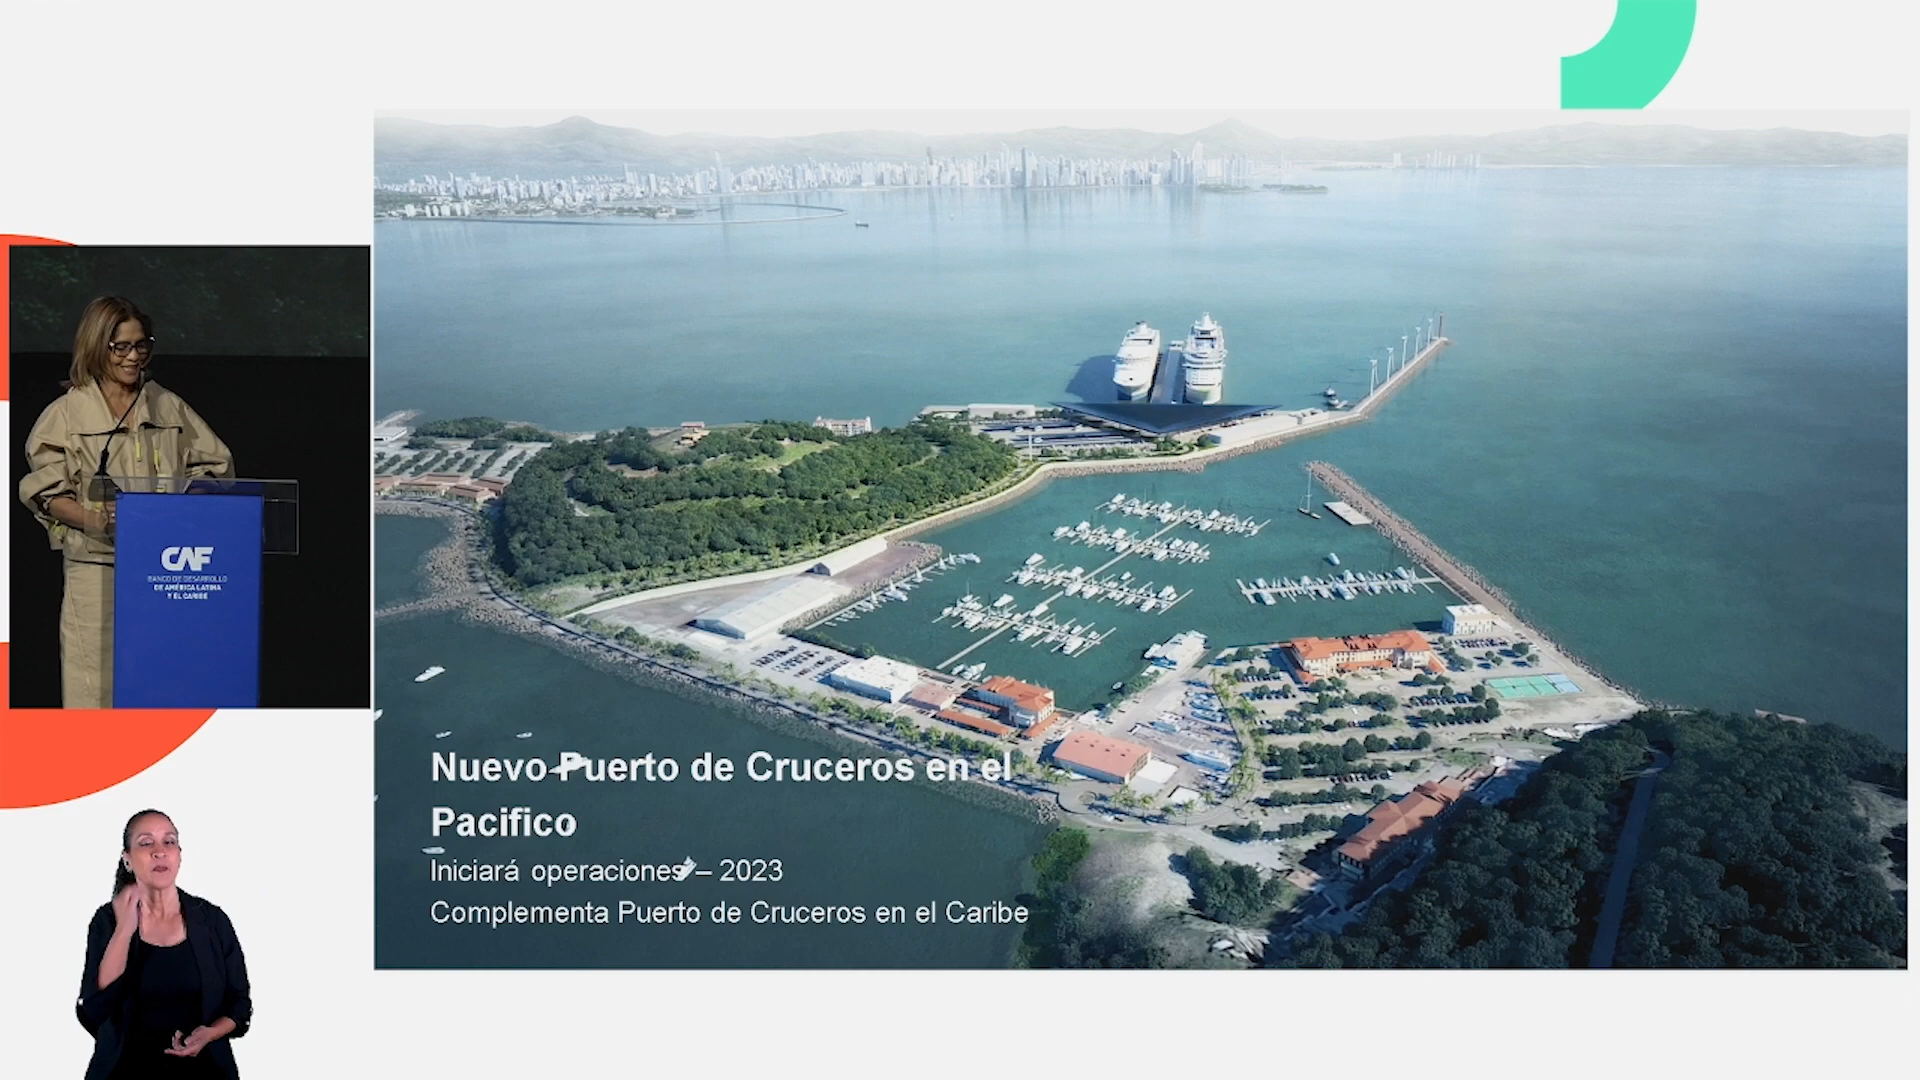 CAF
BANCO DE DESARROLLO
DE AMÉRICA LATINA
Y EL CARIBE
Nuevo Puerto de Cruceros en el
Pacifico
Iniciará operaciones – 2023
Complementa Puerto de Cruceros en el Caribe